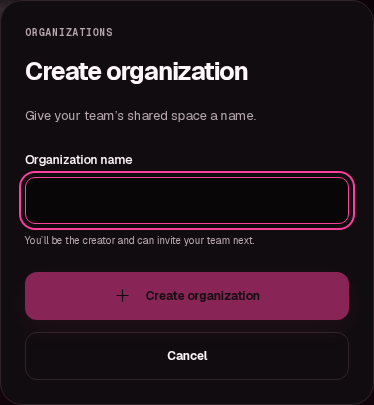 ORGANIZATIONS
Create organization
Give your team's shared space a name.
Organization name
You'll be the creator and can invite your team next.
Create organization
Cancel